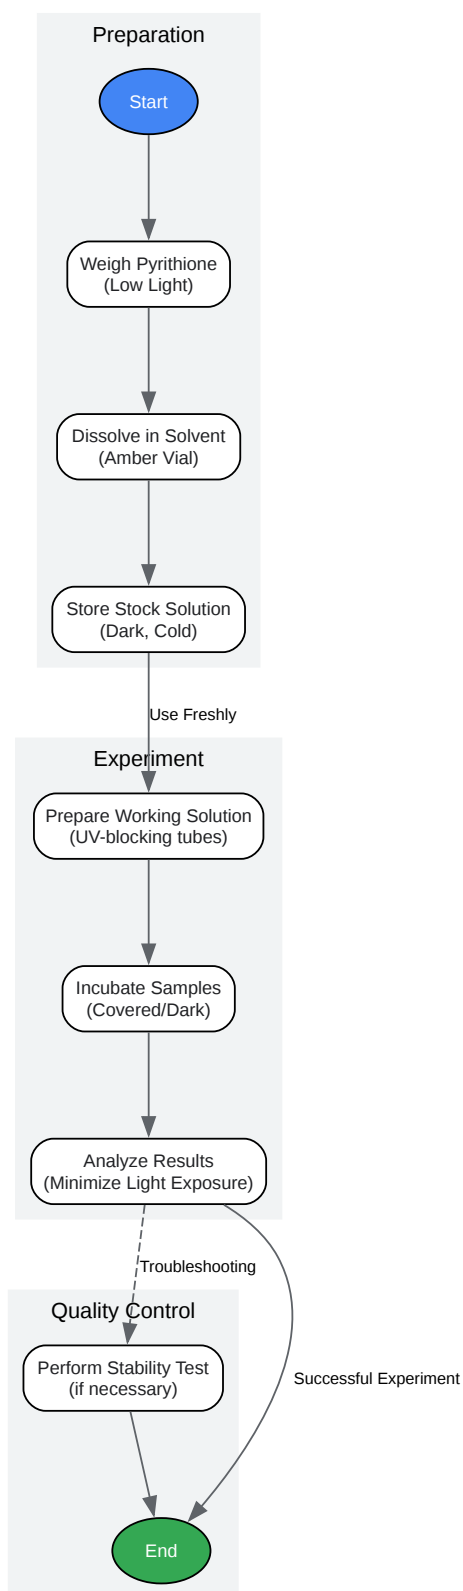 Preparation
Start
Weigh Pyrithione
(Low Light)
Dissolve in Solvent
(Amber Vial)
Store Stock Solution
(Dark, Cold)
Use Freshly
Experiment
Prepare Working Solution
(UV-blocking tubes)
Incubate Samples
(Covered/Dark)
Analyze Results
(Minimize Light Exposure)
Troubleshooting
Quality Control
Perform Stability Test
(if necessary)
Successful Experiment
End